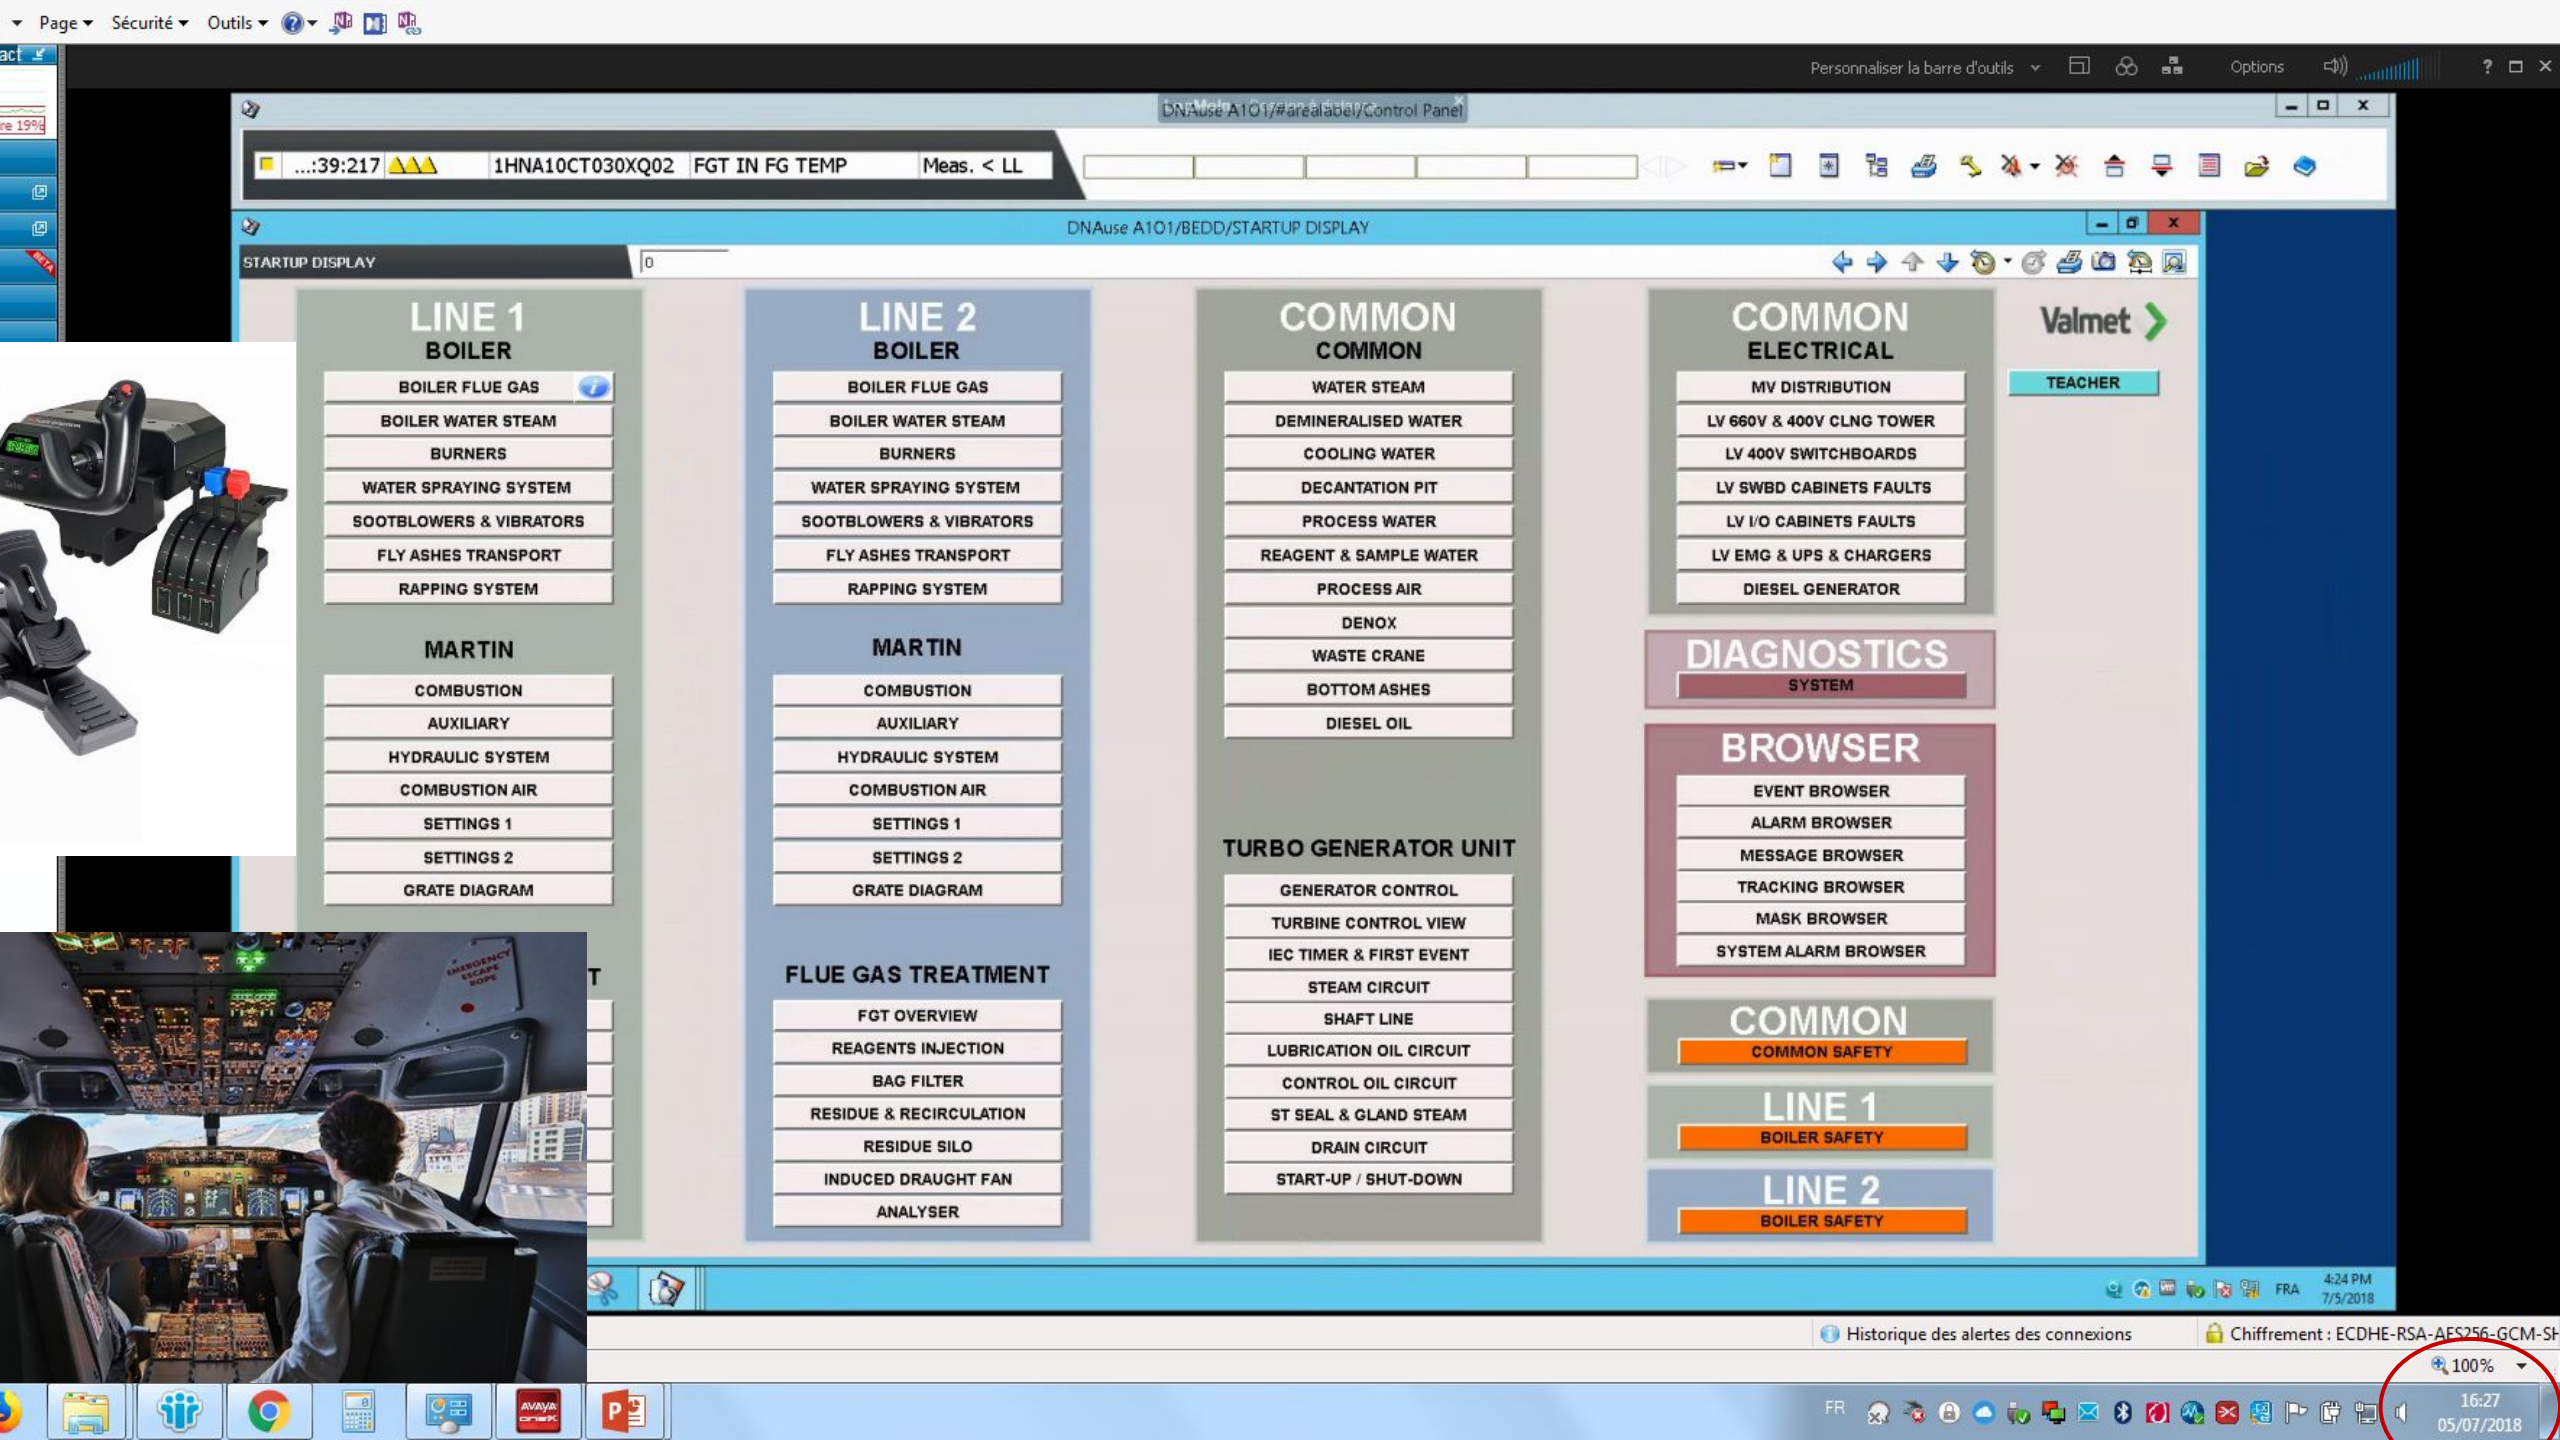 Page Sécurité Outils
act
Personnaliser la barre d'outils Options
re 19%
DNAuse A1O1/#arealabel/Control Panel
...:39:217 1HNA10CT030XQ02 FGT IN FG TEMP Meas. < LL
DNAuse A1O1/BEDD/STARTUP DISPLAY
STARTUP DISPLAY 0
BETA
LINE 1
BOILER
BOILER FLUE GAS
BOILER WATER STEAM
BURNERS
WATER SPRAYING SYSTEM
SOOTBLOWERS & VIBRATORS
FLY ASHES TRANSPORT
RAPPING SYSTEM
MARTIN
COMBUSTION
AUXILIARY
HYDRAULIC SYSTEM
COMBUSTION AIR
SETTINGS 1
SETTINGS 2
GRATE DIAGRAM
T
LINE 2
BOILER
BOILER FLUE GAS
BOILER WATER STEAM
BURNERS
WATER SPRAYING SYSTEM
SOOTBLOWERS & VIBRATORS
FLY ASHES TRANSPORT
RAPPING SYSTEM
MARTIN
COMBUSTION
AUXILIARY
HYDRAULIC SYSTEM
COMBUSTION AIR
SETTINGS 1
SETTINGS 2
GRATE DIAGRAM
FLUE GAS TREATMENT
FGT OVERVIEW
REAGENTS INJECTION
BAG FILTER
RESIDUE & RECIRCULATION
RESIDUE SILO
INDUCED DRAUGHT FAN
ANALYSER
COMMON
COMMON
WATER STEAM
DEMINERALISED WATER
COOLING WATER
DECANTATION PIT
PROCESS WATER
REAGENT & SAMPLE WATER
PROCESS AIR
DENOX
WASTE CRANE
BOTTOM ASHES
DIESEL OIL
TURBO GENERATOR UNIT
GENERATOR CONTROL
TURBINE CONTROL VIEW
IEC TIMER & FIRST EVENT
STEAM CIRCUIT
SHAFT LINE
LUBRICATION OIL CIRCUIT
CONTROL OIL CIRCUIT
ST SEAL & GLAND STEAM
DRAIN CIRCUIT
START-UP / SHUT-DOWN
COMMON
ELECTRICAL
MV DISTRIBUTION
LV 660V & 400V CLNG TOWER
LV 400V SWITCHBOARDS
LV SWBD CABINETS FAULTS
LV I/O CABINETS FAULTS
LV EMG & UPS & CHARGERS
DIESEL GENERATOR
DIAGNOSTICS
SYSTEM
BROWSER
EVENT BROWSER
ALARM BROWSER
MESSAGE BROWSER
TRACKING BROWSER
MASK BROWSER
SYSTEM ALARM BROWSER
COMMON
COMMON SAFETY
LINE 1
BOILER SAFETY
LINE 2
BOILER SAFETY
Valmet
TEACHER
EMERGENCY
ESCAPE
ROPE
FRA
4:24 PM
7/5/2018
Historique des alertes des connexions Chiffrement : ECDHE-RSA-AES256-GCM-SH
100%
AVAYA
FR
16:27
05/07/2018